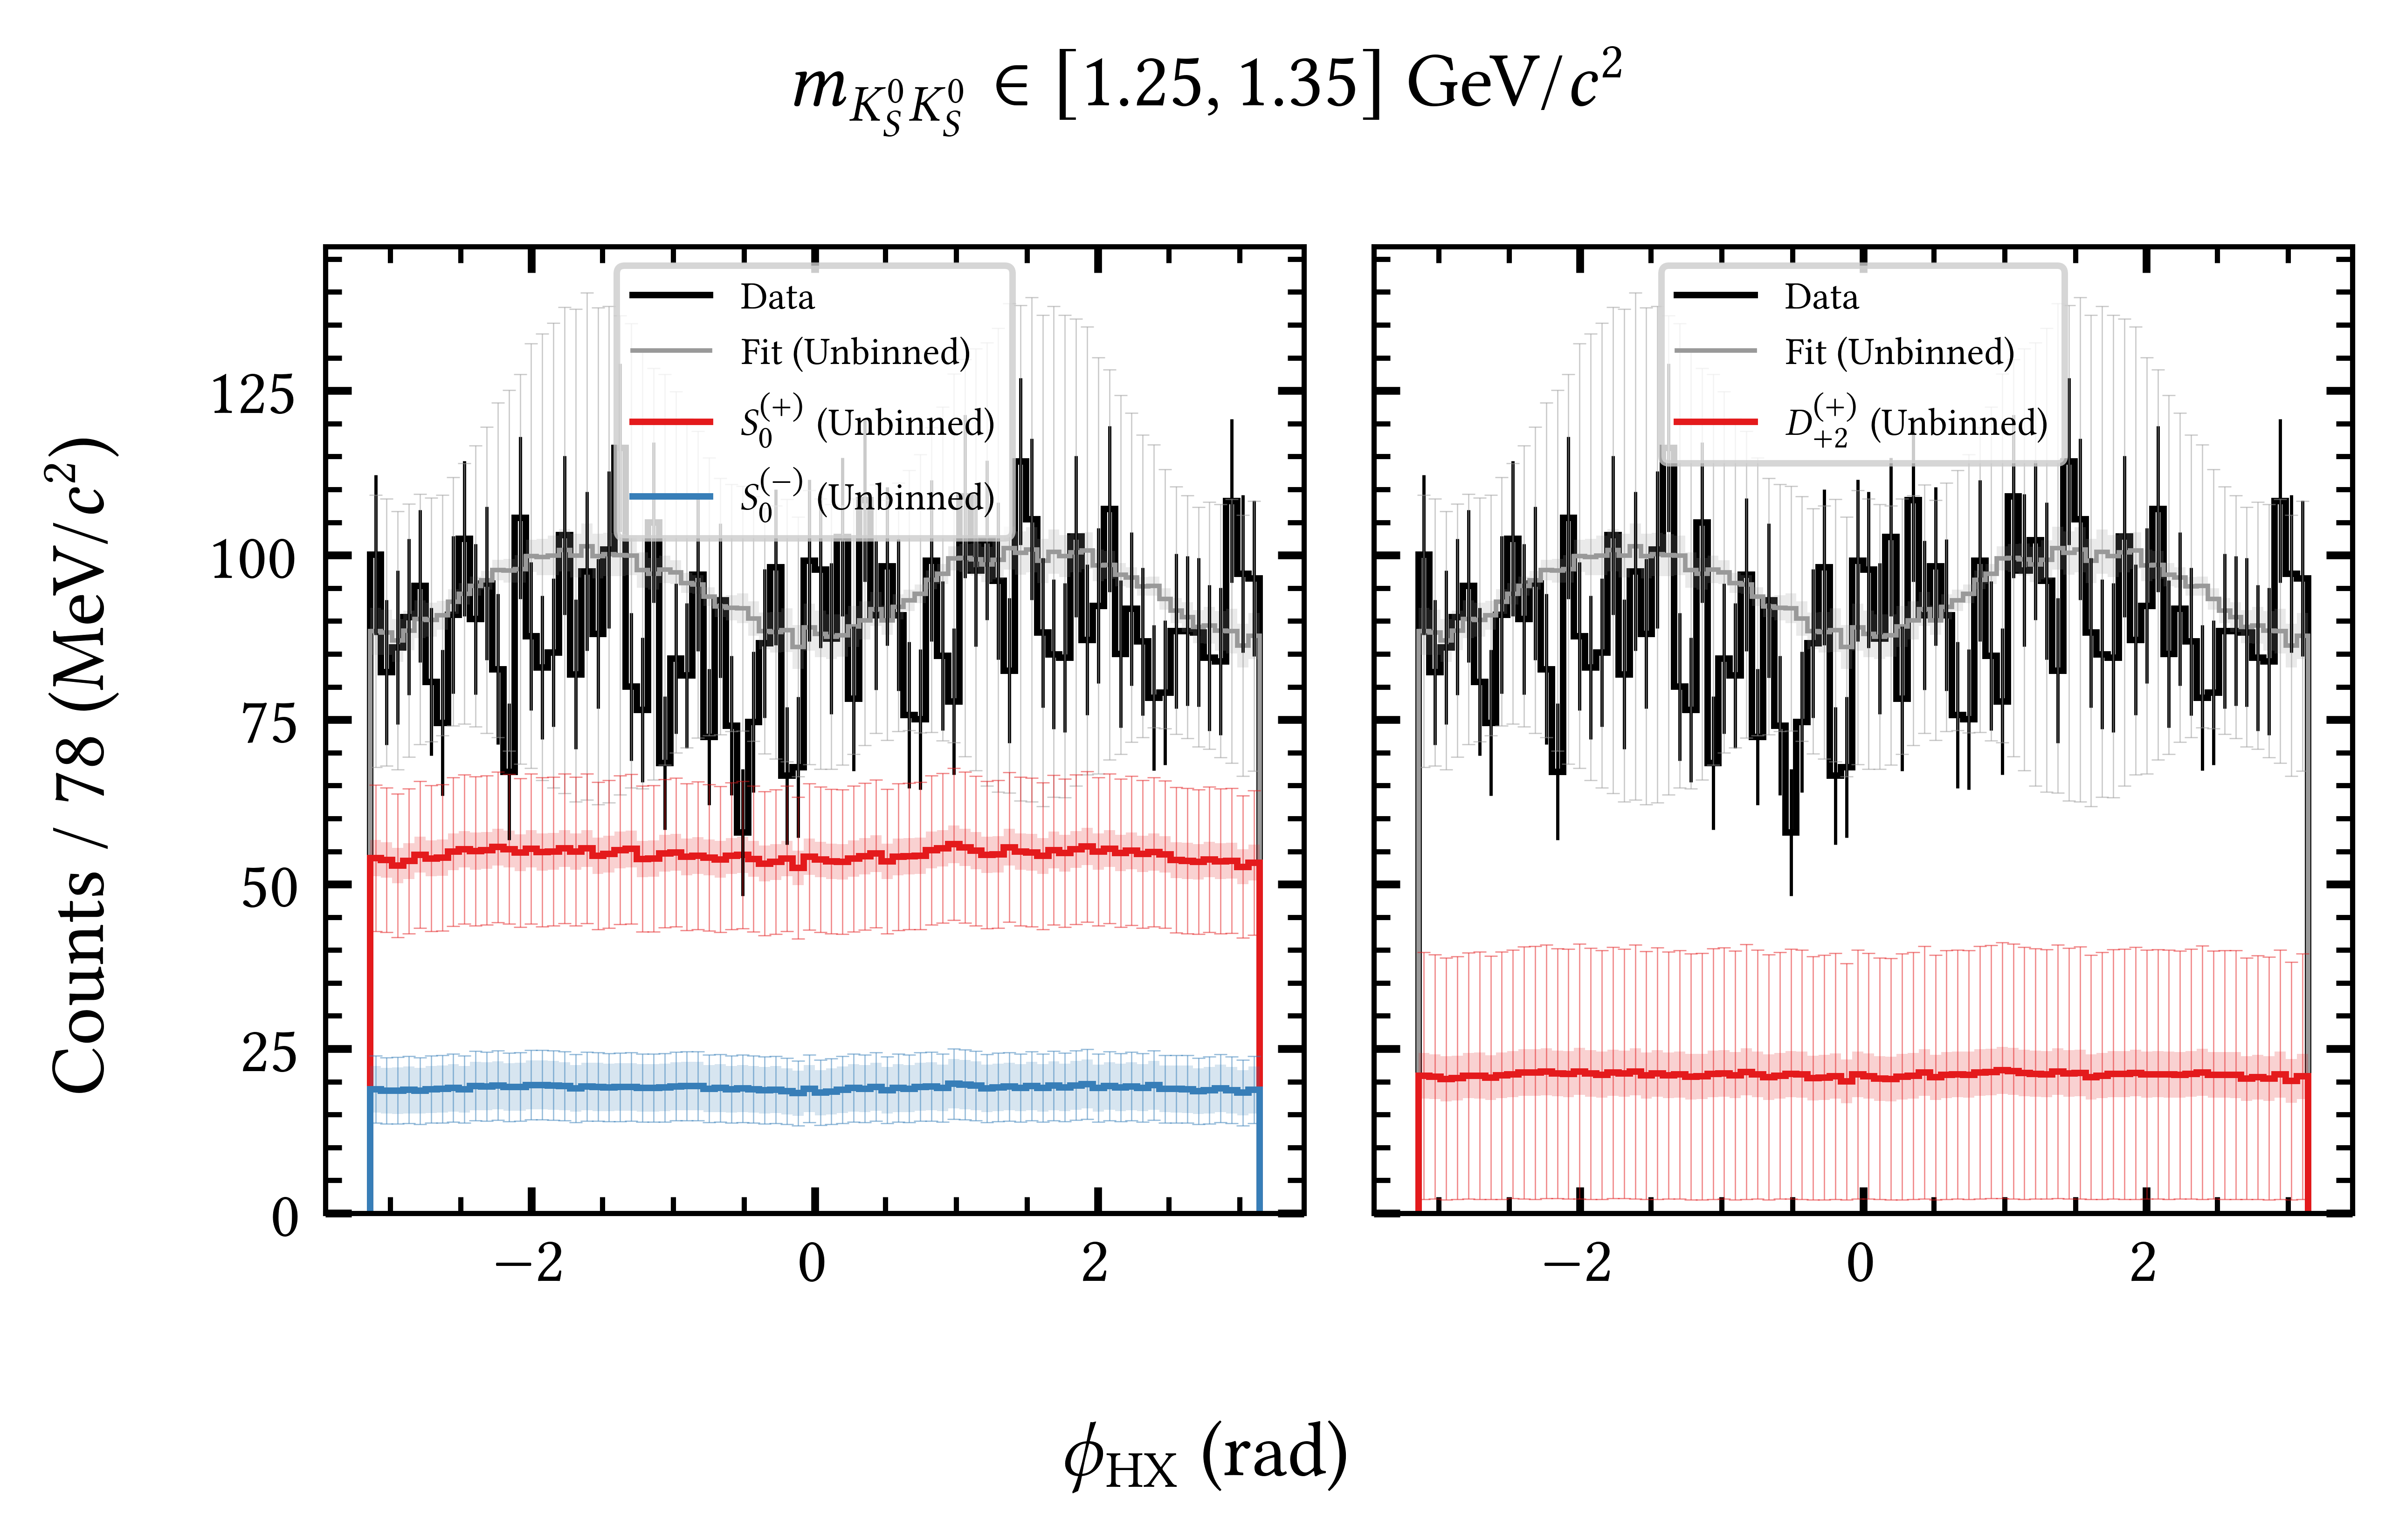 m_{K_S^0 K_S^0} ∈ [1.25, 1.35] GeV/c²
Counts / 78 (MeV/c²)
125
100
75
50
25
0
Data
Fit (Unbinned)
S_0^{(+)} (Unbinned)
S_0^{(−)} (Unbinned)
−2
0
2
Data
Fit (Unbinned)
D_{+2}^{(+)} (Unbinned)
−2
0
2
ϕ_{HX} (rad)